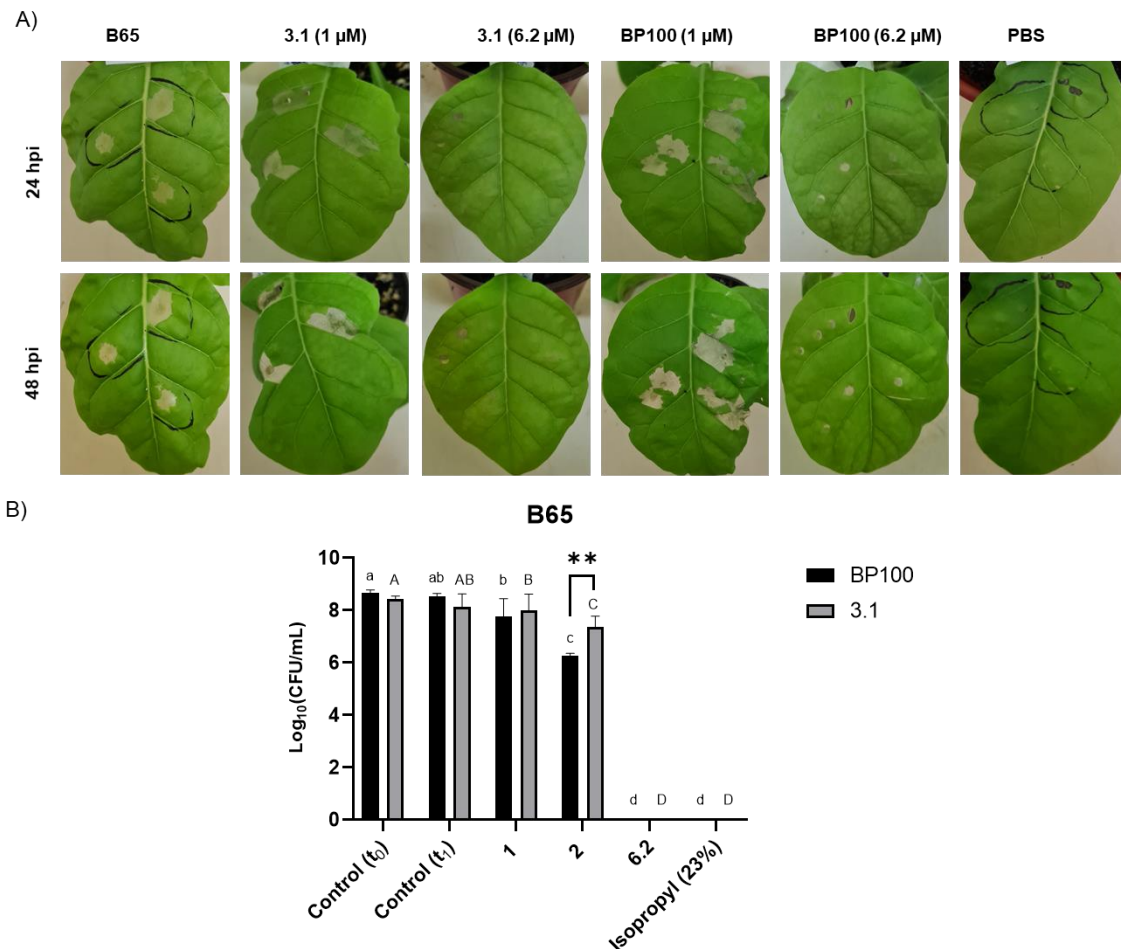 A)
B65 3.1 (1 µM) 3.1 (6.2 µM) BP100 (1 µM) BP100 (6.2 µM) PBS
24 hpi
48 hpi
B)
B65
**
a A ab AB b B c C d D d D
10
8
6
4
2
0
Log10(CFU/mL)
Control (t0) Control (t1) 1 2 6.2 Isopropyl (23%)
BP100
3.1